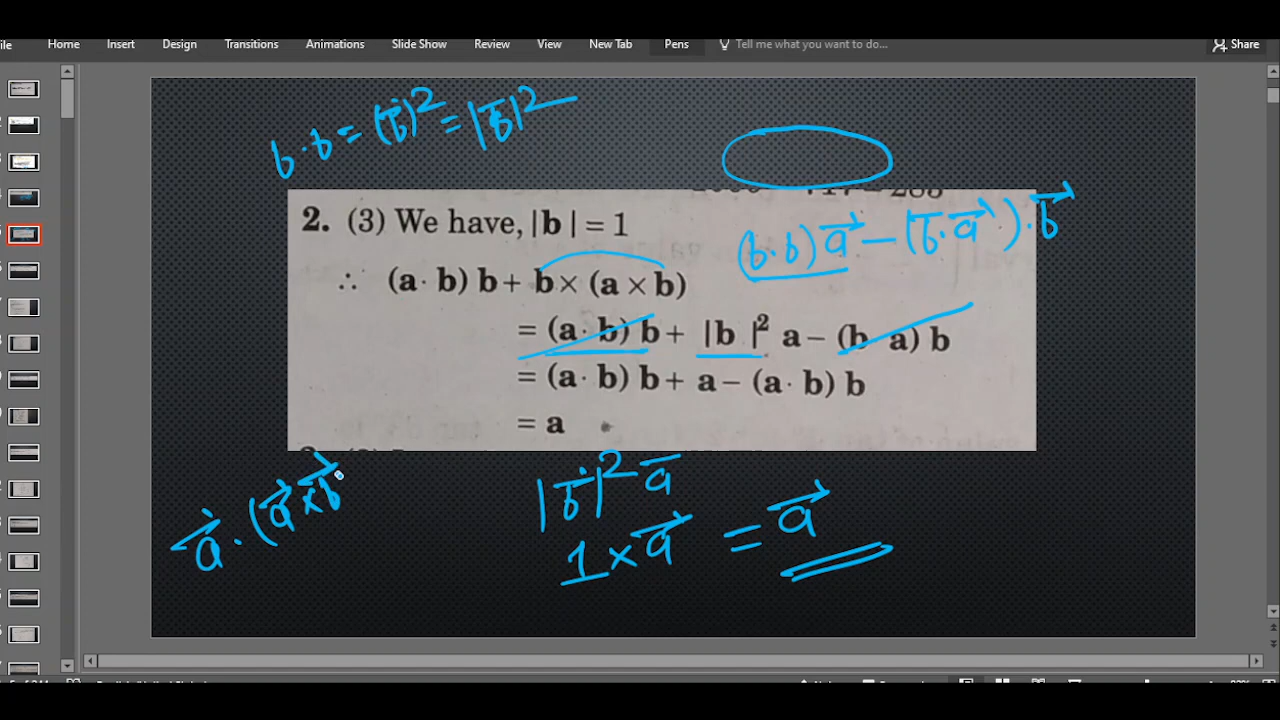 File Home Insert Design Transitions Animations Slide Show Review View New Tab Pens Tell me what you want to do... Share
b·b = (b⃗)² = |b⃗|²
2. (3) We have, |b| = 1
(b·b)a⃗ − (b⃗·a⃗)·b⃗
∴ (a · b) b + b × (a × b)
= (a · b) b + |b|² a − (b a) b
= (a · b) b + a − (a · b) b
= a
|b⃗|² a⃗
a⃗ · (a⃗ × b⃗
1 × a⃗ = a⃗